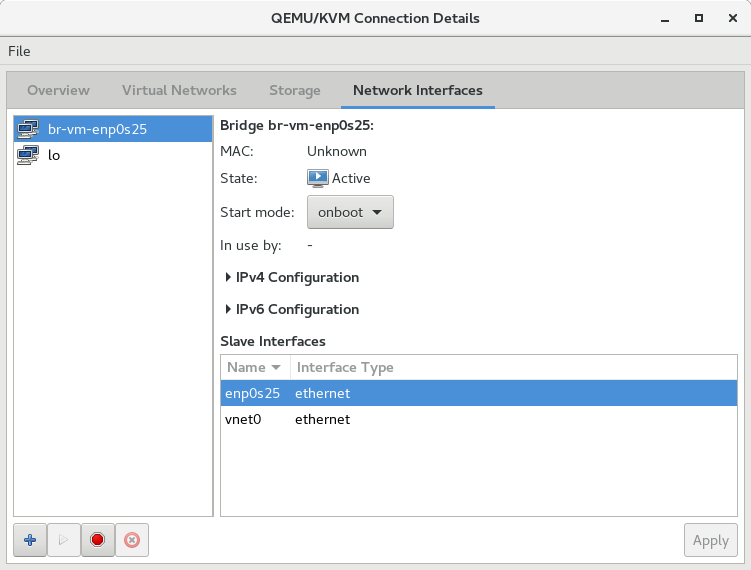 QEMU/KVM Connection Details
File
Overview Virtual Networks Storage Network Interfaces
br-vm-enp0s25
lo
Bridge br-vm-enp0s25:
MAC: Unknown
State: Active
Start mode: onboot
In use by: -
IPv4 Configuration
IPv6 Configuration
Slave Interfaces
Name Interface Type
enp0s25 ethernet
vnet0 ethernet
Apply